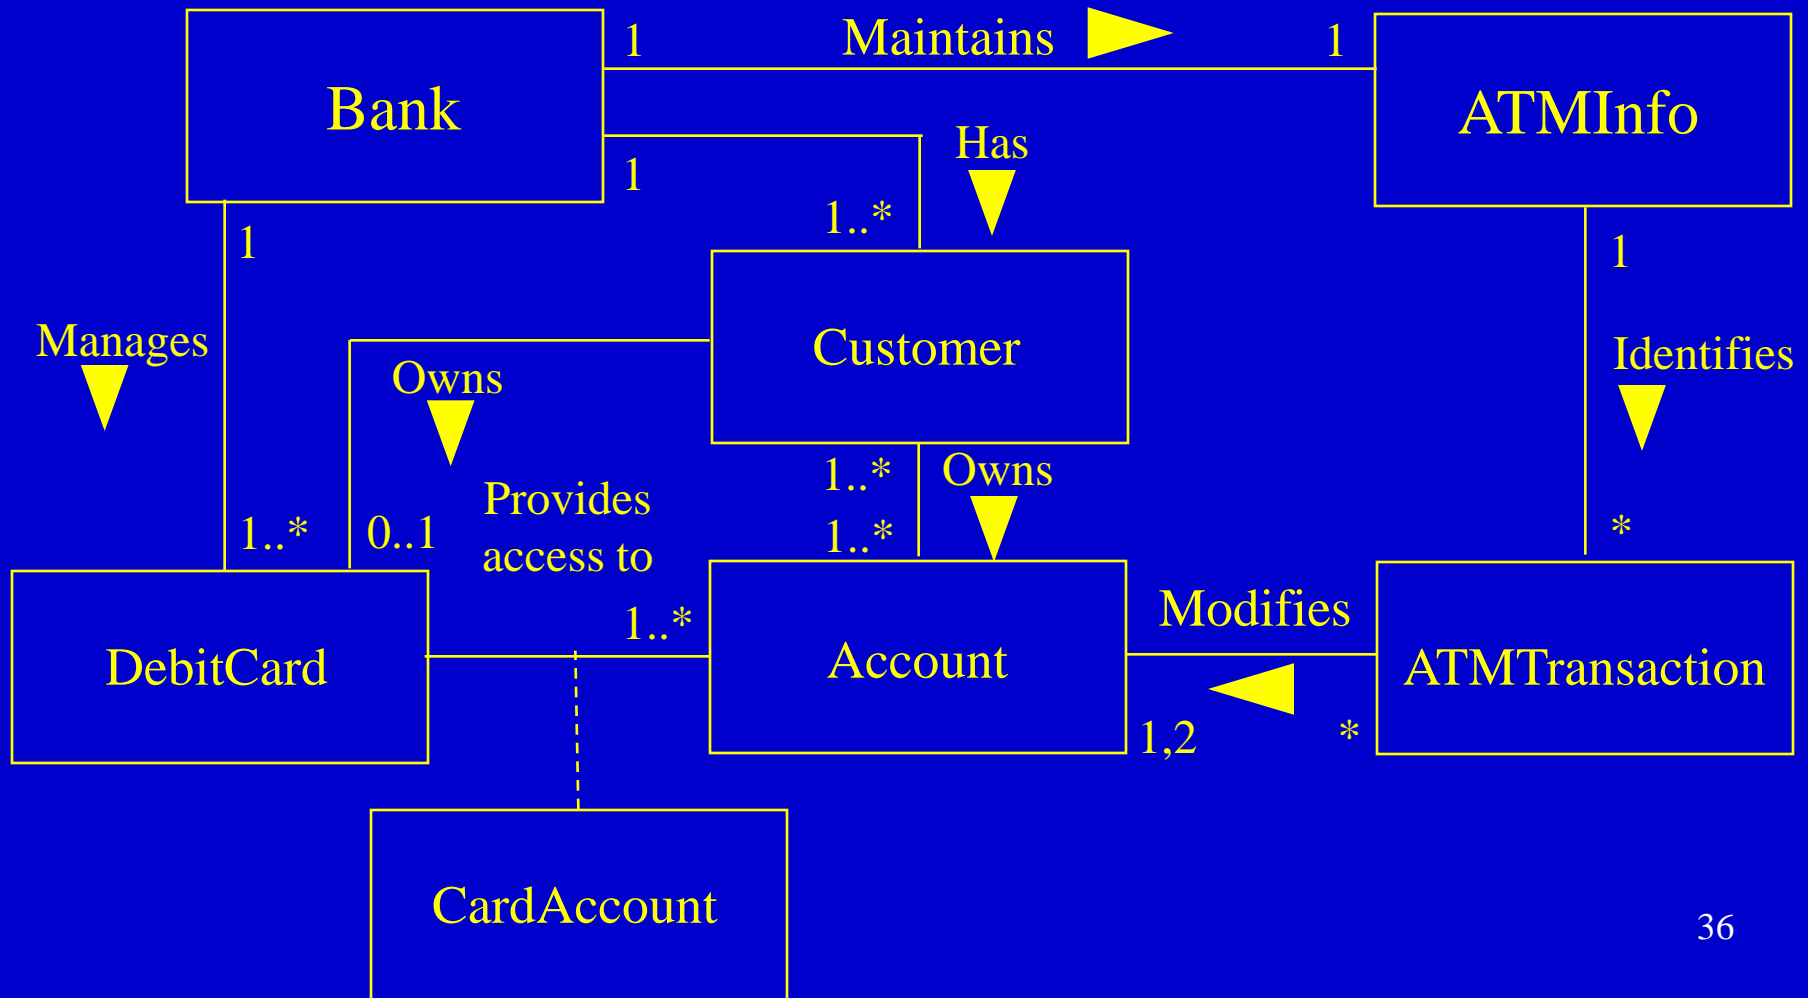 1
Maintains
1
Bank
ATMInfo
Has
1
1..*
1
1
Manages
Customer
Identifies
Owns
1..*
Owns
Provides
access to
1..*
0..1
1..*
*
1..*
Modifies
DebitCard
Account
ATMTransaction
1,2
*
CardAccount
36